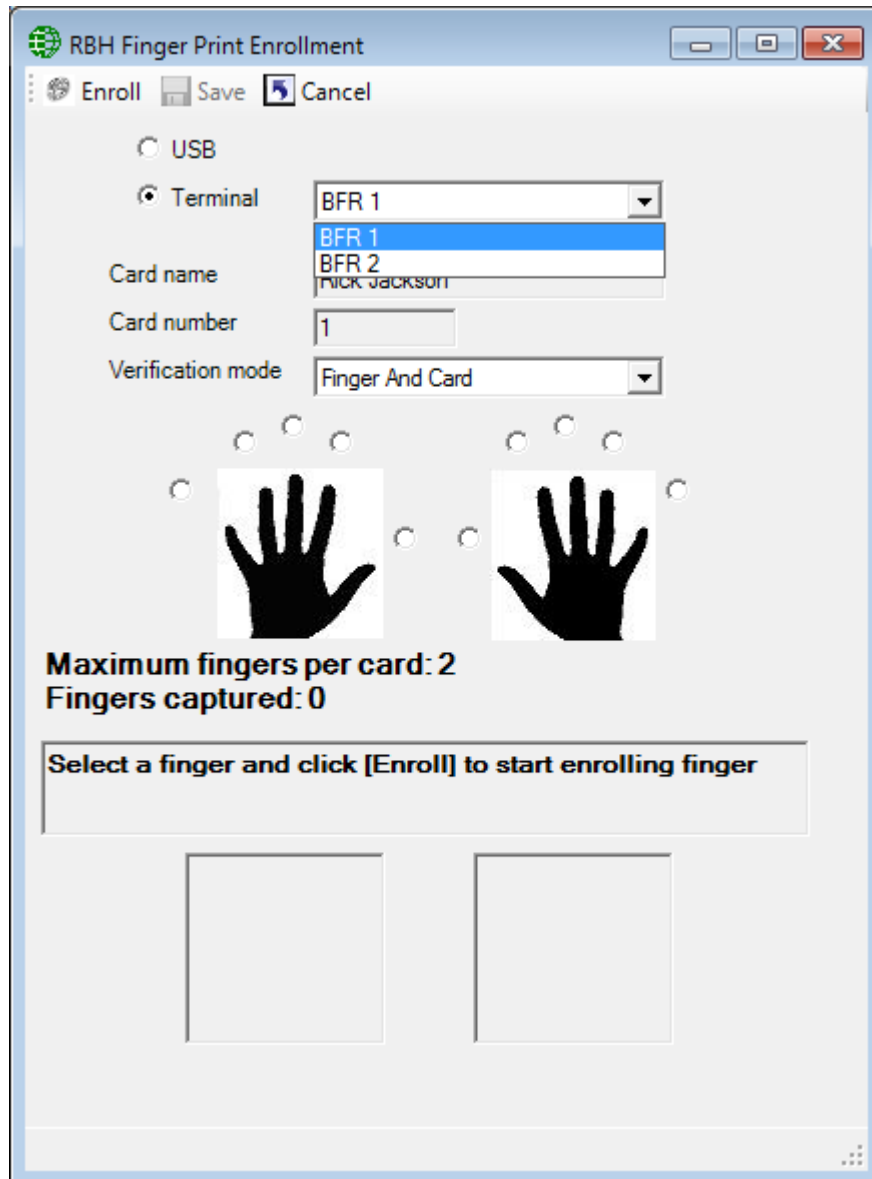 RBH Finger Print Enrollment
Enroll Save Cancel
USB
Terminal BFR 1
BFR 1
BFR 2
Card name Rick Jackson
Card number 1
Verification mode Finger And Card
Maximum fingers per card: 2
Fingers captured: 0
Select a finger and click [Enroll] to start enrolling finger